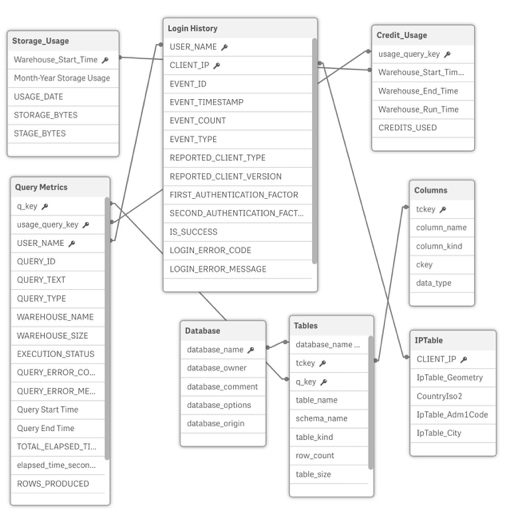 Storage_Usage
Warehouse_Start_Time
Month-Year Storage Usage
USAGE_DATE
STORAGE_BYTES
STAGE_BYTES
Login History
USER_NAME
CLIENT_IP
EVENT_ID
EVENT_TIMESTAMP
EVENT_COUNT
EVENT_TYPE
REPORTED_CLIENT_TYPE
REPORTED_CLIENT_VERSION
FIRST_AUTHENTICATION_FACTOR
SECOND_AUTHENTICATION_FACT...
IS_SUCCESS
LOGIN_ERROR_CODE
LOGIN_ERROR_MESSAGE
Credit_Usage
usage_query_key
Warehouse_Start_Tim...
Warehouse_End_Time
Warehouse_Run_Time
CREDITS_USED
Query Metrics
q_key
usage_query_key
USER_NAME
QUERY_ID
QUERY_TEXT
QUERY_TYPE
WAREHOUSE_NAME
WAREHOUSE_SIZE
EXECUTION_STATUS
QUERY_ERROR_CO...
QUERY_ERROR_ME...
Query Start Time
Query End Time
TOTAL_ELAPSED_TI...
elapsed_time_secon...
ROWS_PRODUCED
Columns
tckey
column_name
column_kind
ckey
data_type
Database
database_name
database_owner
database_comment
database_options
database_origin
Tables
database_name ...
tckey
q_key
table_name
schema_name
table_kind
row_count
table_size
IPTable
CLIENT_IP
IpTable_Geometry
CountryIso2
IpTable_Adm1Code
IpTable_City